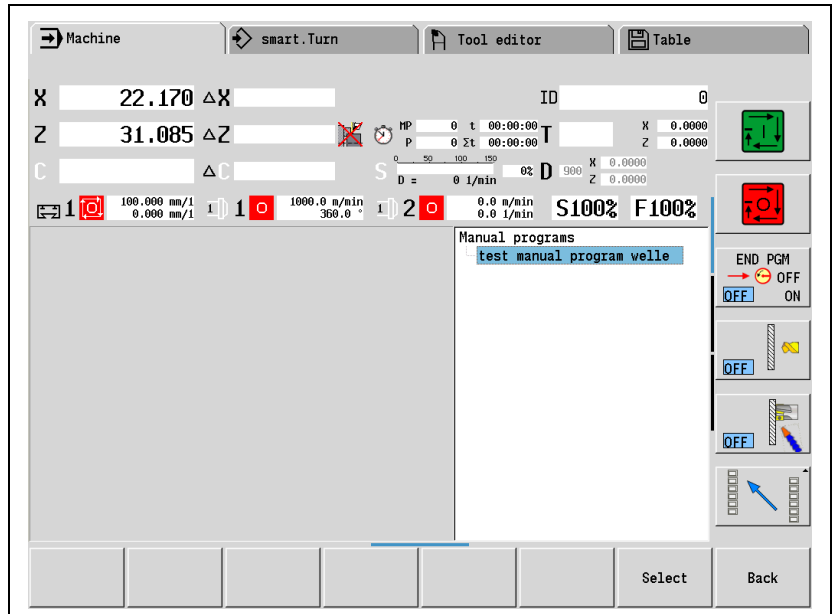 Machine smart.Turn Tool editor Table
X 22.170 ΔX ID 0
Z 31.085 ΔZ MP 0 t 00:00:00 T X 0.0000
P 0 Σt 00:00:00 Z 0.0000
C ΔC S 0 50 100 150 0% D 900 X 0.0000
D = 0 1/min Z 0.0000
1 100.000 mm/1 I 1 1000.0 m/min I 2 0.0 m/min S100% F100%
0.000 mm/1 360.0 ° 0.0 1/min
Manual programs
test manual program welle
END PGM
OFF
OFF ON
OFF
OFF
Select Back